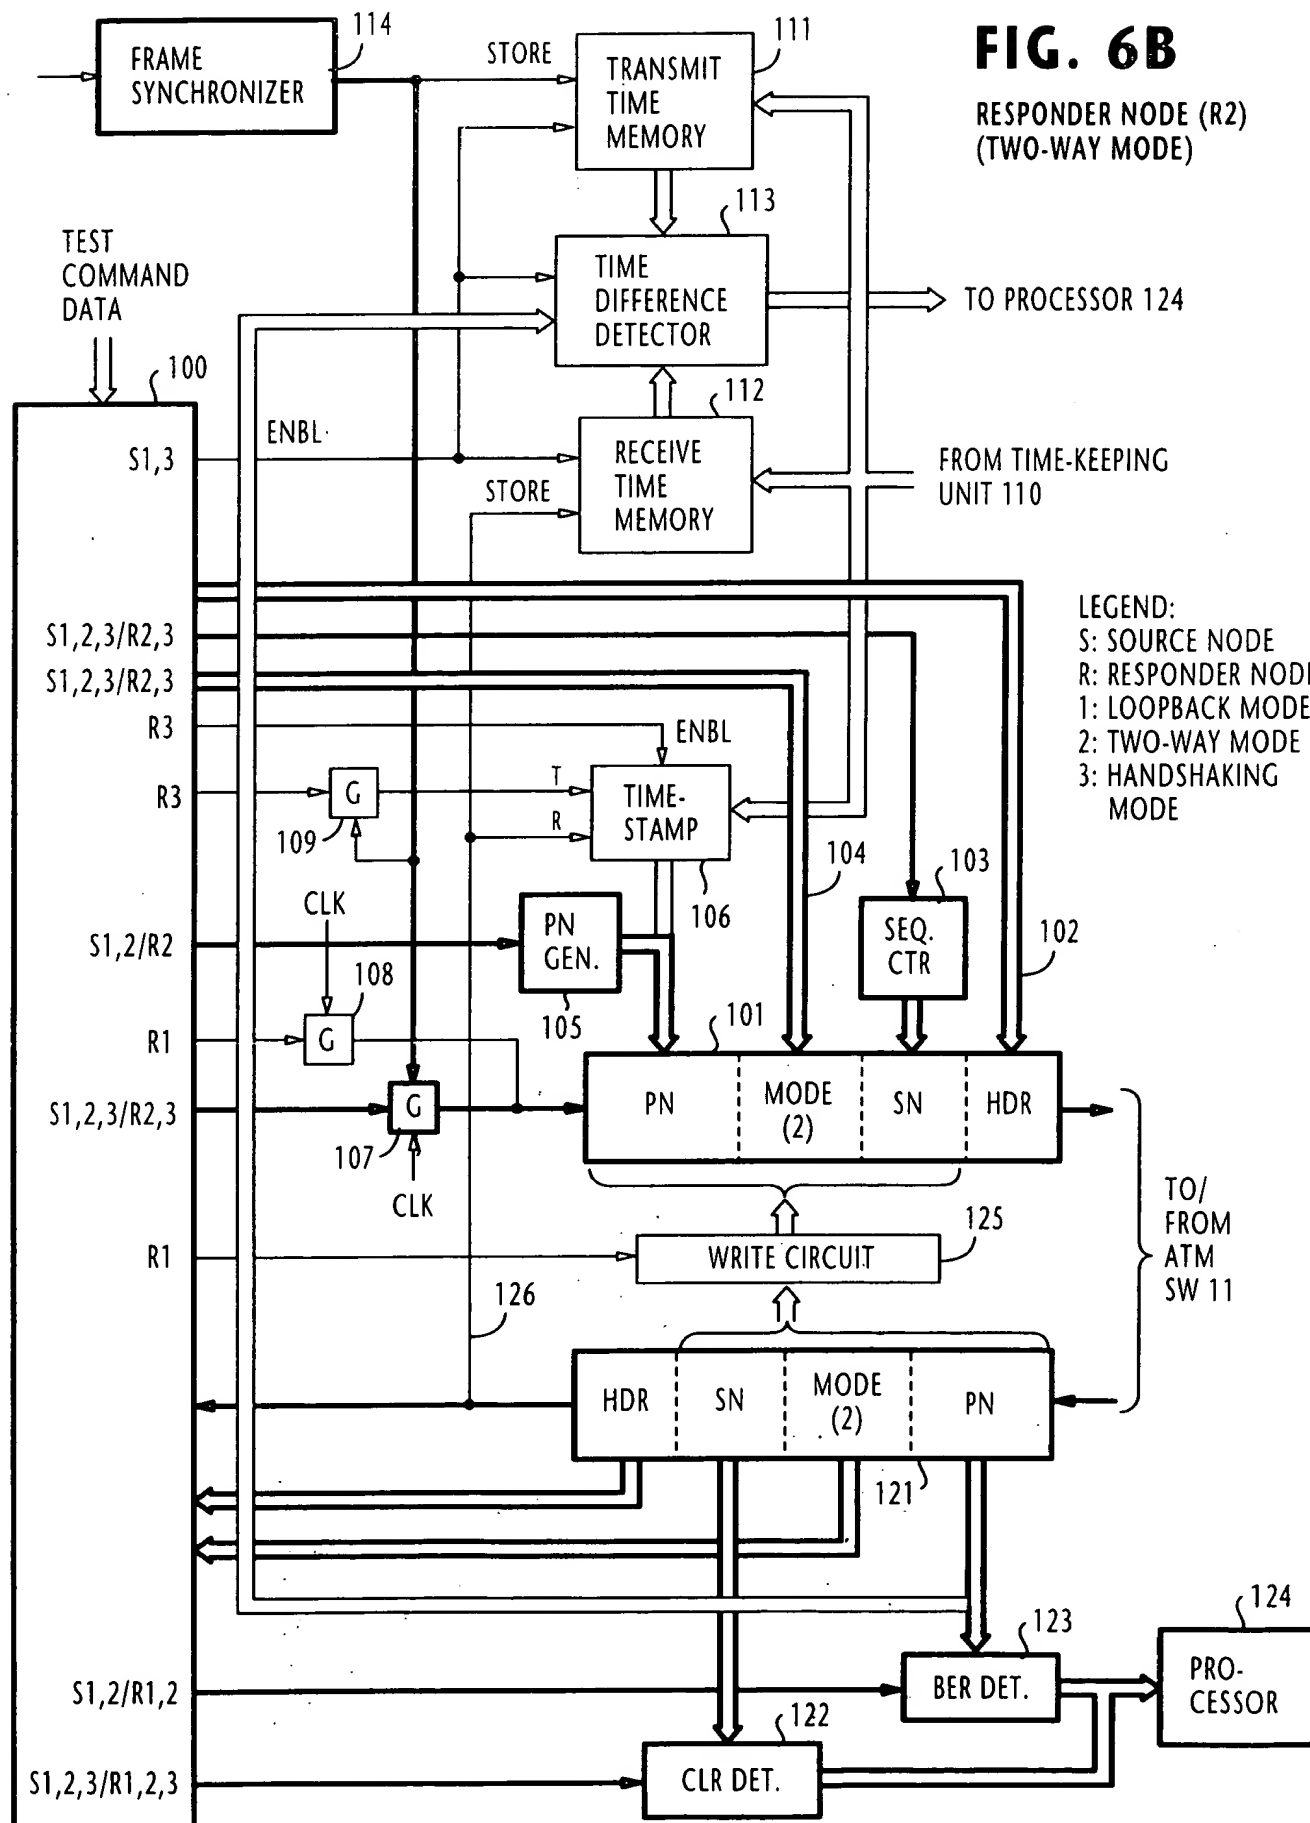 FIG. 6B
RESPONDER NODE (R2)
(TWO-WAY MODE)
114
FRAME
SYNCHRONIZER
STORE
111
TRANSMIT
TIME
MEMORY
113
TIME
DIFFERENCE
DETECTOR
TO PROCESSOR 124
TEST
COMMAND
DATA
100
S1,3
ENBL
112
RECEIVE
TIME
MEMORY
STORE
FROM TIME-KEEPING
UNIT 110
LEGEND:
S: SOURCE NODE
R: RESPONDER NODE
1: LOOPBACK MODE
2: TWO-WAY MODE
3: HANDSHAKING
MODE
S1,2,3/R2,3
S1,2,3/R2,3
R3
ENBL
R3
G
109
T
R
TIME-
STAMP
106
104
103
SEQ.
CTR
102
CLK
S1,2/R2
PN
GEN.
105
108
R1
G
101
S1,2,3/R2,3
G
107
CLK
PN
MODE
(2)
SN
HDR
R1
125
WRITE CIRCUIT
126
TO/
FROM
ATM
SW 11
HDR
SN
MODE
(2)
PN
121
123
124
S1,2/R1,2
BER DET.
PRO-
CESSOR
122
S1,2,3/R1,2,3
CLR DET.